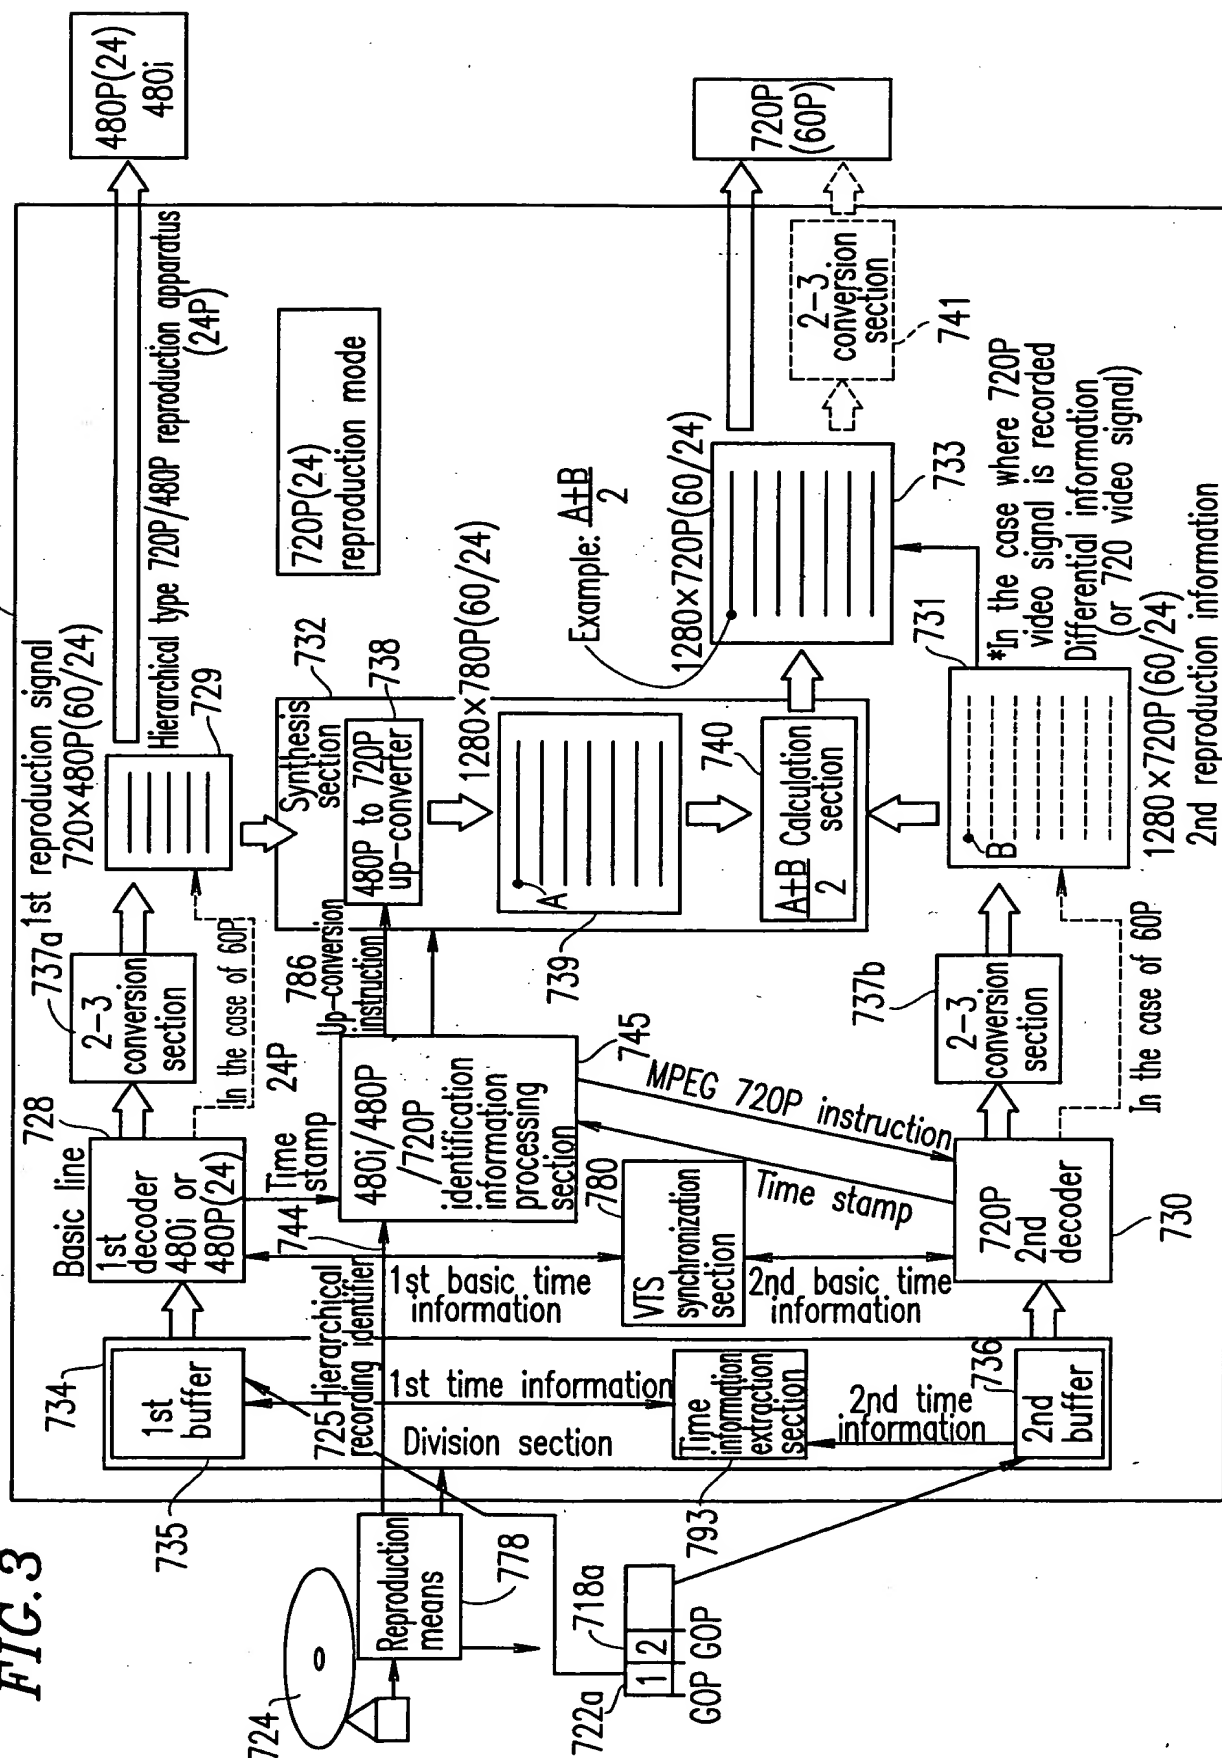 FIG.3
480P(24)
480i
720P
(60P)
1st reproduction signal
720×480P(60/24)
Hierarchical type 720P/480P reproduction apparatus
(24P)
729
720P(24)
reproduction mode
737a
2-3
conversion
section
In the case of 60P
24P
728
Basic line
1st
decoder
480i or
480P(24)
Time
stamp
744
734
1st
buffer
735
725 Hierarchical
recording identifier
Division section
1st time information
Time
information
extraction
section
793
2nd time
information
736
2nd
buffer
1st basic time
information
780
VTS
synchronization
section
2nd basic time
information
480i/480P
/720P
identification
information
processing
section
745
MPEG 720P instruction
Time stamp
720P
2nd
decoder
730
786
Up-conversion
instruction
Synthesis
section
732
480P to 720P
up-converter
738
1280×780P(60/24)
A
739
740
A+B
2
Calculation
section
Example: A+B
2
1280×720P(60/24)
733
2-3
conversion
section
741
737b
2-3
conversion
section
In the case of 60P
731
B
*In the case where 720P
video signal is recorded
Differential information
(or 720 video signal)
1280×720P(60/24)
2nd reproduction information
724
Reproduction
means
778
722a
718a
1
2
GOP
GOP